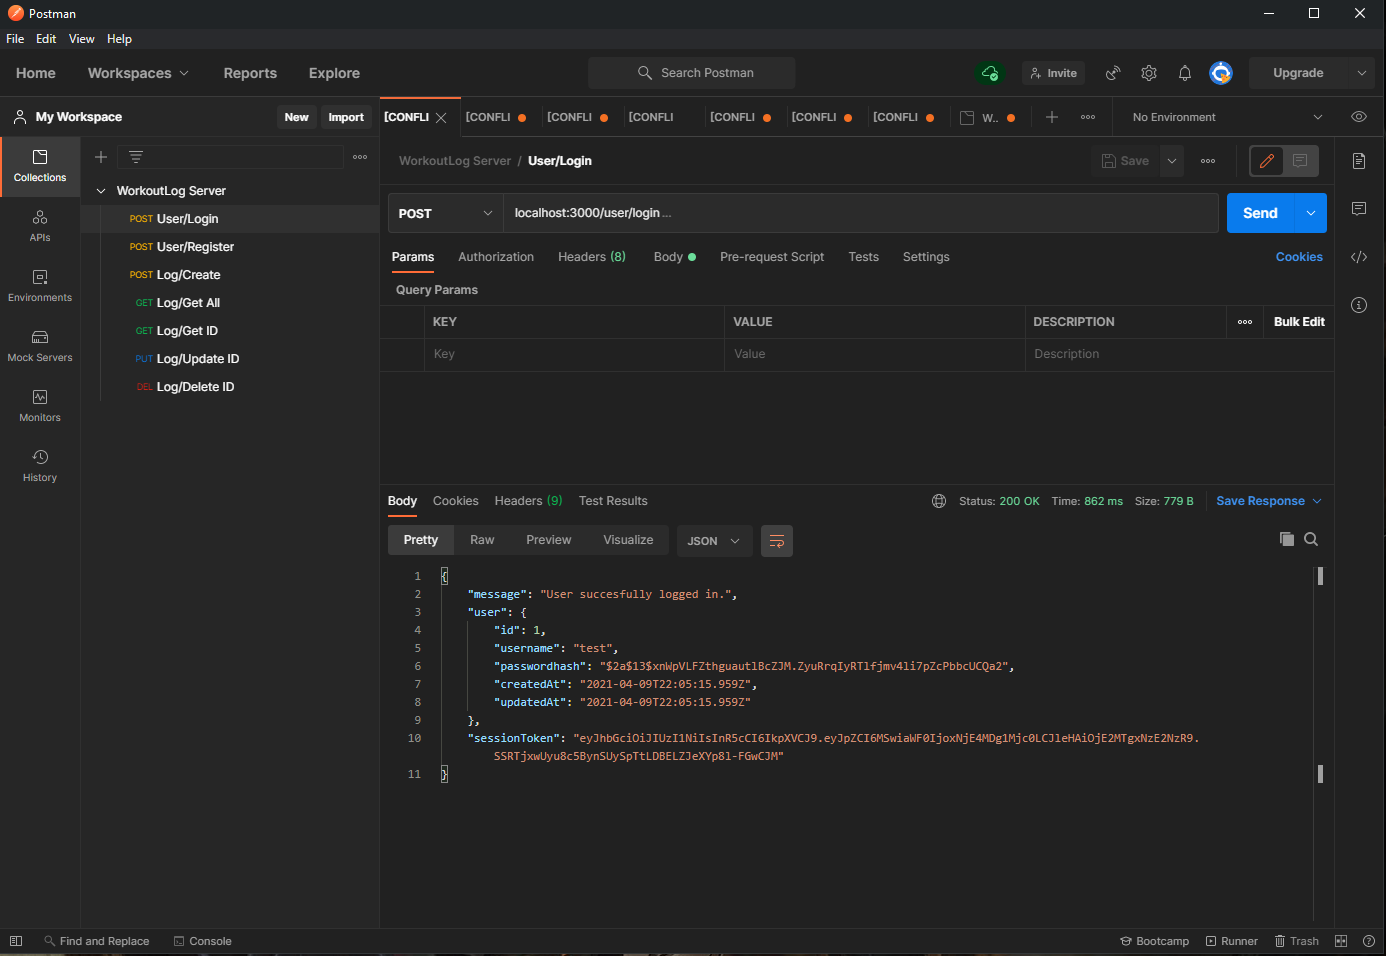 Postman
File Edit View Help
Home Workspaces Reports Explore Search Postman Invite Upgrade
My Workspace New Import
[CONFLI [CONFLI [CONFLI [CONFLI [CONFLI [CONFLI [CONFLI W.. No Environment
Collections
APIs
Environments
Mock Servers
Monitors
History
WorkoutLog Server
POST User/Login
POST User/Register
POST Log/Create
GET Log/Get All
GET Log/Get ID
PUT Log/Update ID
DEL Log/Delete ID
WorkoutLog Server / User/Login Save
POST localhost:3000/user/login ... Send
Params Authorization Headers (8) Body Pre-request Script Tests Settings Cookies
Query Params
KEY VALUE DESCRIPTION Bulk Edit
Key Value Description
Body Cookies Headers (9) Test Results Status: 200 OK Time: 862 ms Size: 779 B Save Response
Pretty Raw Preview Visualize JSON
1 {
2 "message": "User succesfully logged in.",
3 "user": {
4 "id": 1,
5 "username": "test",
6 "passwordhash": "$2a$13$xnWpVLFZthguautlBcZJM.ZyuRrqIyRTlfjmv4li7pZcPbbcUCQa2",
7 "createdAt": "2021-04-09T22:05:15.959Z",
8 "updatedAt": "2021-04-09T22:05:15.959Z"
9 },
10 "sessionToken": "eyJhbGciOiJIUzI1NiIsInR5cCI6IkpXVCJ9.eyJpZCI6MSwiaWF0IjoxNjE4MDg1Mjc0LCJleHAiOjE2MTgxNzE2NzR9.
SSRTjxwUyu8c5BynSUySpTtLDBELZJeXYp8l-FGwCJM"
11 }
Find and Replace Console Bootcamp Runner Trash